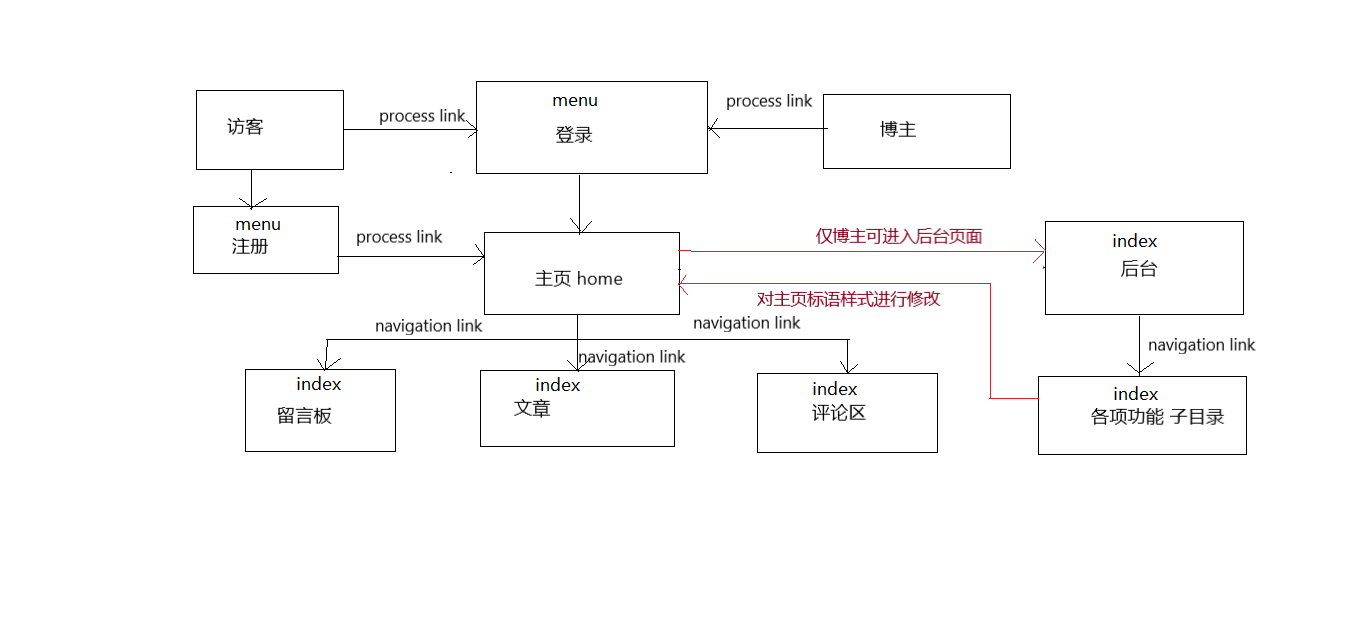 访客
process link
menu
登录
process link
博主
menu
注册
process link
主页 home
仅博主可进入后台页面
对主页标语样式进行修改
index
后台
navigation link
navigation link
navigation link
navigation link
index
留言板
index
文章
index
评论区
index
各项功能 子目录